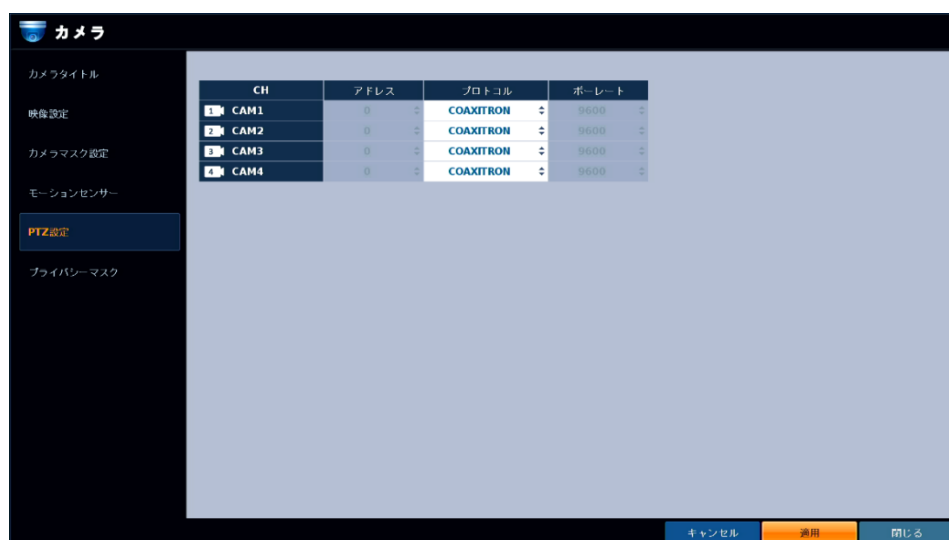 カメラ
カメラタイトル
映像設定
カメラマスク設定
モーションセンサー
PTZ設定
プライバシーマスク
CH アドレス プロトコル ボーレート
1 CAM1 0 COAXITRON 9600
2 CAM2 0 COAXITRON 9600
3 CAM3 0 COAXITRON 9600
4 CAM4 0 COAXITRON 9600
キャンセル 適用 閉じる